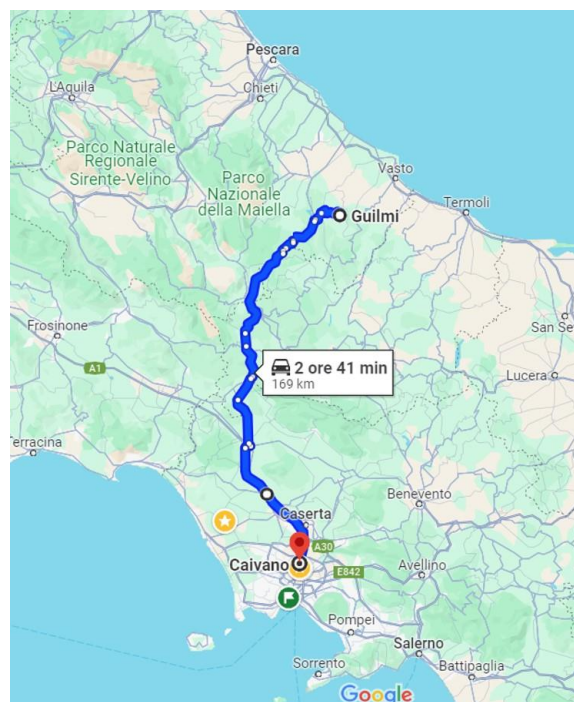 Pescara
L'Aquila
Chieti
Parco Naturale
Regionale
Sirente-Velino
Parco
Nazionale
della Maiella
Vasto
Termoli
Guilmi
Frosinone
San Se
2 ore 41 min
169 km
A1
Lucera
erracina
Benevento
Caserta
A30
Caivano
E842
Avellino
Pompei
Salerno
Sorrento
Battipaglia
Google